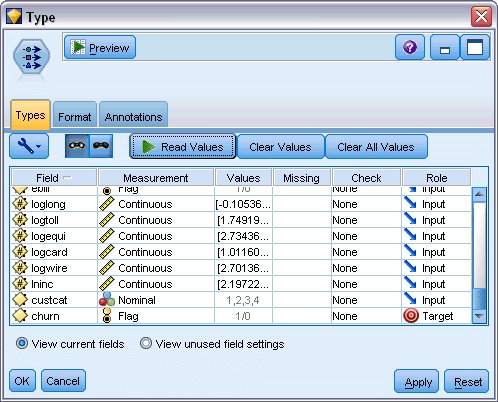 Type
Preview
Types Format Annotations
Read Values Clear Values Clear All Values
Field Measurement Values Missing Check Role
ebill Flag 1/0 None Input
loglong Continuous [-0.10536... None Input
logtoll Continuous [1.74919... None Input
logequi Continuous [2.73436... None Input
logcard Continuous [1.01160... None Input
logwire Continuous [2.70136... None Input
lninc Continuous [2.19722... None Input
custcat Nominal 1,2,3,4 None Input
churn Flag 1/0 None Target
View current fields View unused field settings
OK Cancel Apply Reset